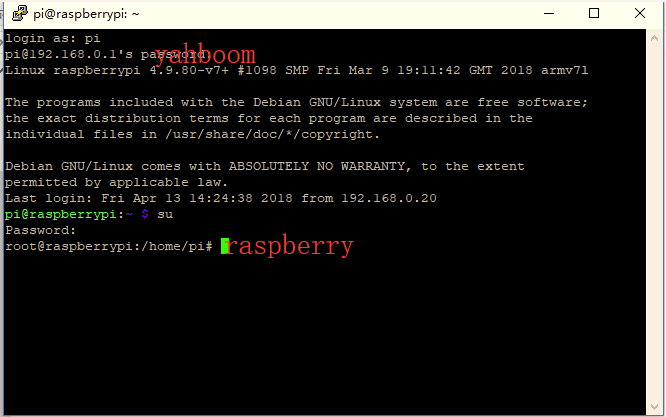 pi@raspberrypi: ~
login as: pi
pi@192.168.0.1's password:
yahboom
Linux raspberrypi 4.9.80-v7+ #1098 SMP Fri Mar 9 19:11:42 GMT 2018 armv7l
The programs included with the Debian GNU/Linux system are free software;
the exact distribution terms for each program are described in the
individual files in /usr/share/doc/*/copyright.
Debian GNU/Linux comes with ABSOLUTELY NO WARRANTY, to the extent
permitted by applicable law.
Last login: Fri Apr 13 14:24:38 2018 from 192.168.0.20
pi@raspberrypi:~ $ su
Password:
root@raspberrypi:/home/pi# raspberry